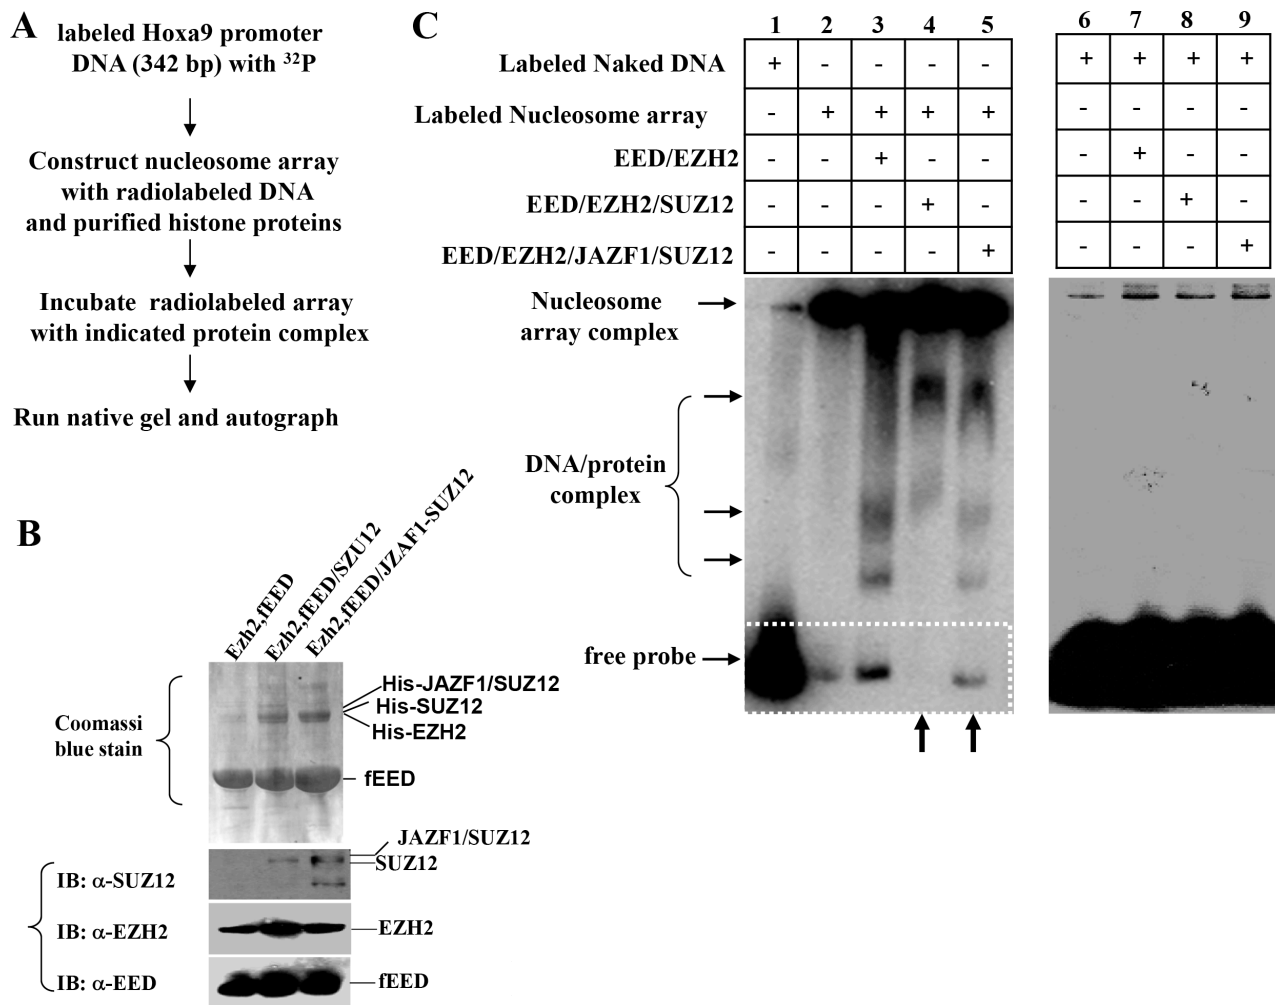 A
labeled Hoxa9 promoter
DNA (342 bp) with ³²P
Construct nucleosome array
with radiolabeled DNA
and purified histone proteins
Incubate radiolabeled array
with indicated protein complex
Run native gel and autograph
B
Ezh2,fEED
Ezh2,fEED/SZU12
Ezh2,fEED/JZAF1-SUZ12
Coomassi
blue stain
His-JAZF1/SUZ12
His-SUZ12
His-EZH2
fEED
JAZF1/SUZ12
SUZ12
IB: α-SUZ12
IB: α-EZH2
EZH2
IB: α-EED
fEED
C
1 2 3 4 5 6 7 8 9
Labeled Naked DNA + - - - - + + + +
Labeled Nucleosome array - + + + + - - - -
EED/EZH2 - - + - - - + - -
EED/EZH2/SUZ12 - - - + - - - + -
EED/EZH2/JAZF1/SUZ12 - - - - + - - - +
Nucleosome
array complex
DNA/protein
complex
free probe